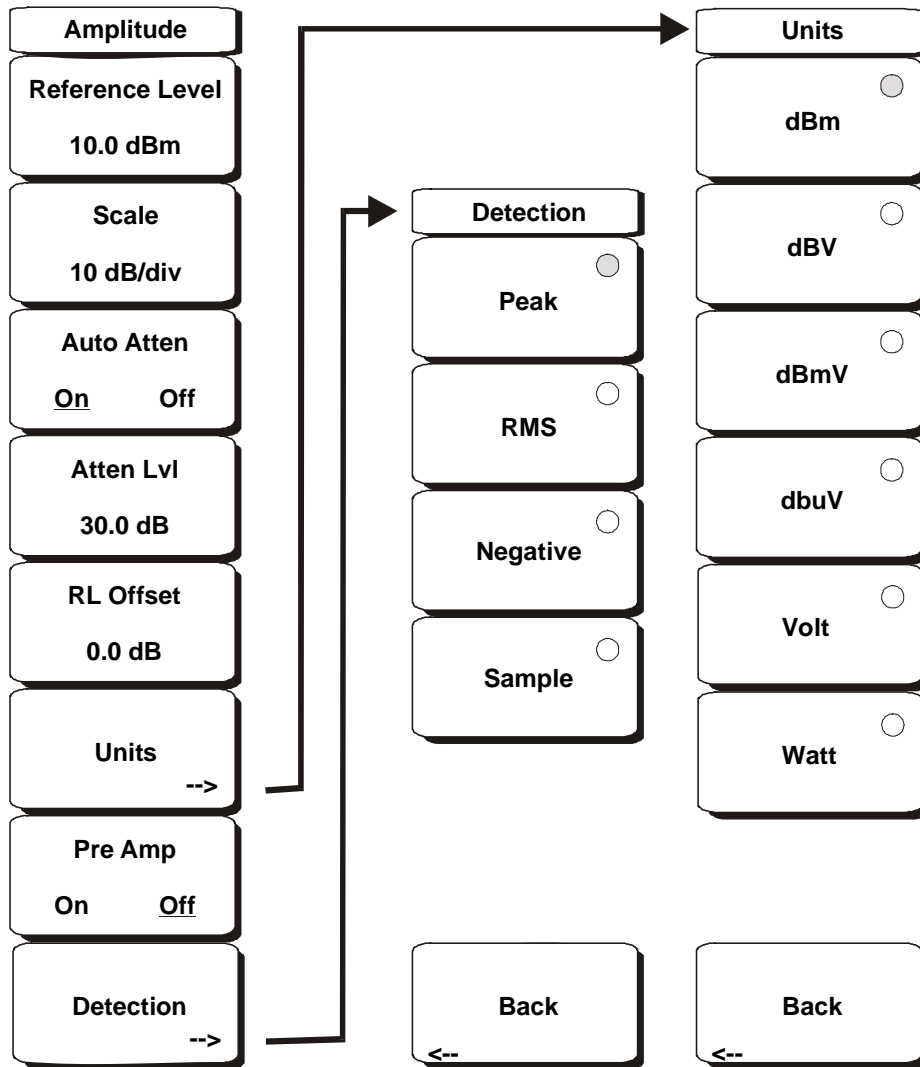 Amplitude
Reference Level
10.0 dBm
Scale
10 dB/div
Auto Atten
On Off
Atten Lvl
30.0 dB
RL Offset
0.0 dB
Units
-->
Pre Amp
On Off
Detection
-->
Detection
Peak
RMS
Negative
Sample
Back
<--
Units
dBm
dBV
dBmV
dbuV
Volt
Watt
Back
<--